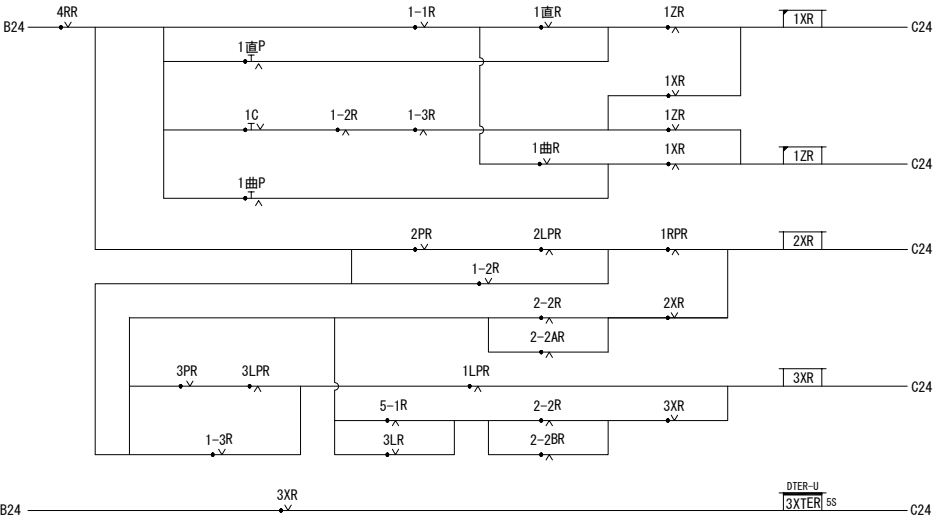 4RR 1-1R 1直R 1ZR 1XR
B24 C24
1直P
1XR
1C 1-2R 1-3R 1ZR
1曲R 1XR 1ZR C24
1曲P
2PR 2LPR 1RPR 2XR C24
1-2R
2-2R 2XR
2-2AR
3PR 3LPR 1LPR 3XR C24
5-1R 2-2R 3XR
1-3R 3LR 2-2BR
DTER-U
3XR 3XTER 5S
B24 C24